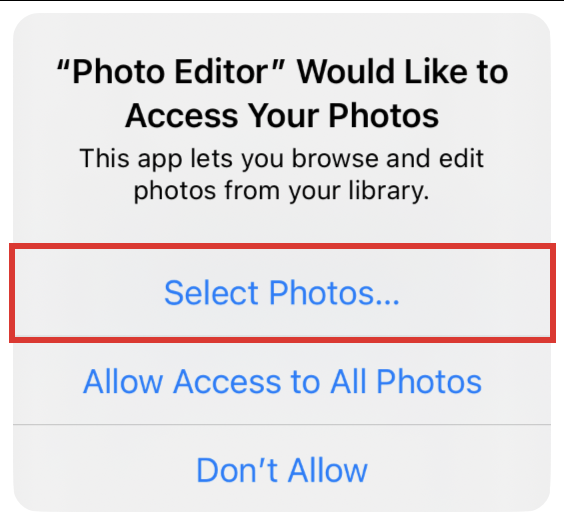 “Photo Editor” Would Like to
Access Your Photos
This app lets you browse and edit
photos from your library.
Select Photos...
Allow Access to All Photos
Don’t Allow